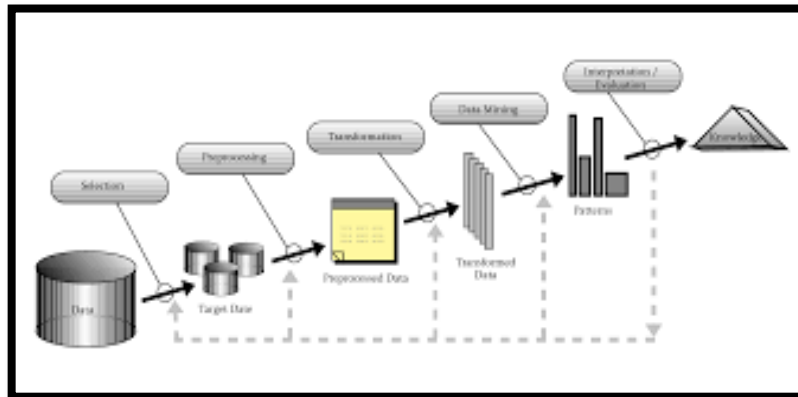 Interpretation /
Evaluation
Data Mining
Transformation
Preprocessing
Selection
Data
Target Date
Preprocessed Data
Transformed
Data
Patterns
Knowledge